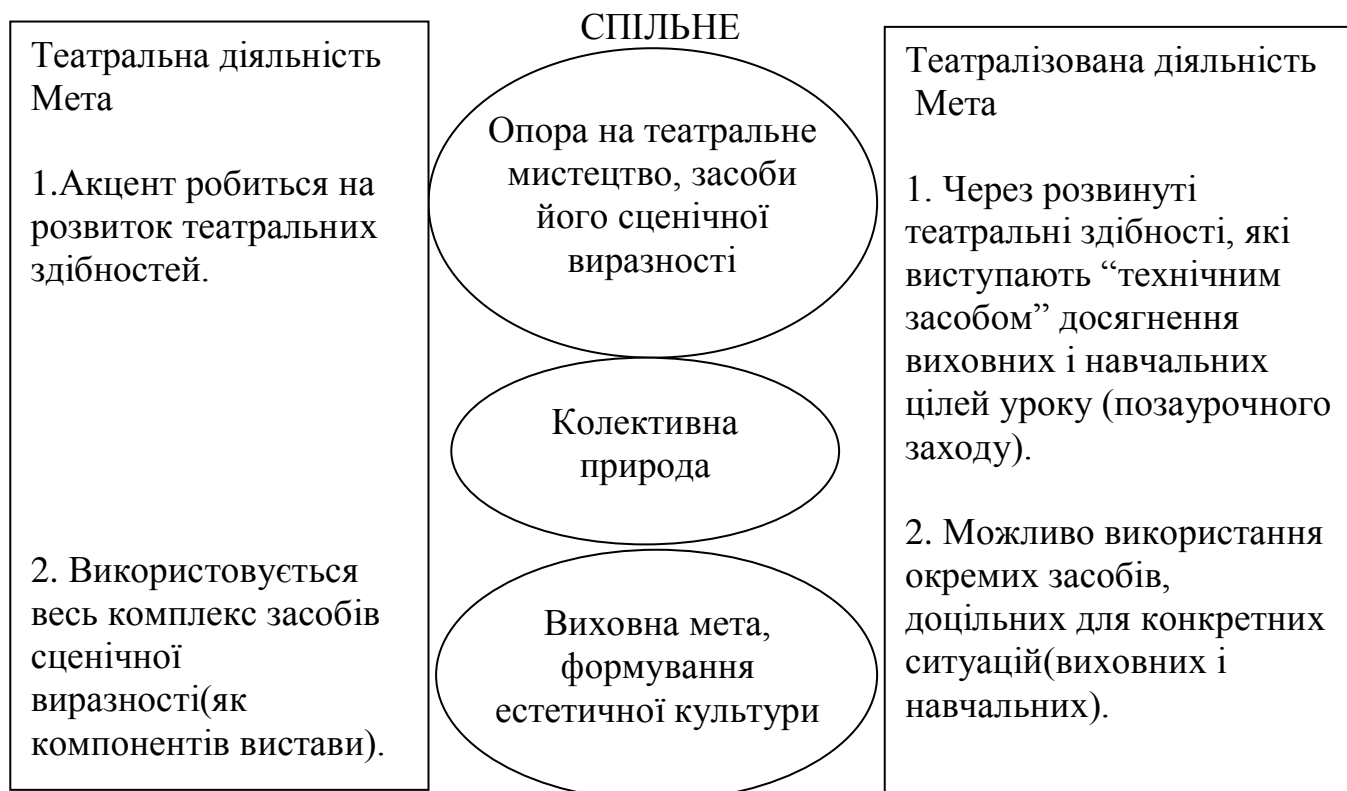 СПІЛЬНЕ
Театральна діяльність
Мета
1.Акцент робиться на
розвиток театральних
здібностей.
2. Використовується
весь комплекс засобів
сценічної
виразності(як
компонентів вистави).
Опора на театральне
мистецтво, засоби
його сценічної
виразності
Колективна
природа
Виховна мета,
формування
естетичної культури
Театралізована діяльність
Мета
1. Через розвинуті
театральні здібності, які
виступають “технічним
засобом” досягнення
виховних і навчальних
цілей уроку (позаурочного
заходу).
2. Можливо використання
окремих засобів,
доцільних для конкретних
ситуацій(виховних і
навчальних).